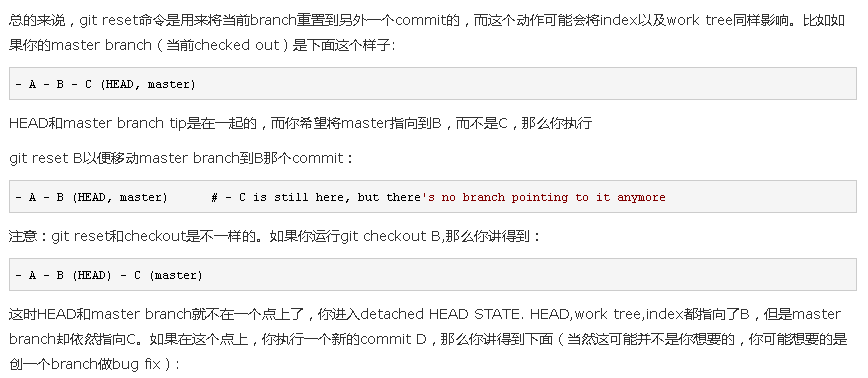 总的来说，git reset命令是用来将当前branch重置到另外一个commit的，而这个动作可能会将index以及work tree同样影响。比如如
果你的master branch（当前checked out）是下面这个样子:
- A - B - C (HEAD, master)
HEAD和master branch tip是在一起的，而你希望将master指向到B，而不是C，那么你执行
git reset B以便移动master branch到B那个commit：
- A - B (HEAD, master)      # - C is still here, but there's no branch pointing to it anymore
注意：git reset和checkout是不一样的。如果你运行git checkout B,那么你讲得到：
- A - B (HEAD) - C (master)
这时HEAD和master branch就不在一个点上了，你进入detached HEAD STATE. HEAD,work tree,index都指向了B，但是master
branch却依然指向C。如果在这个点上，你执行一个新的commit D，那么你讲得到下面（当然这可能并不是你想要的，你可能想要的是
创一个branch做bug fix）: